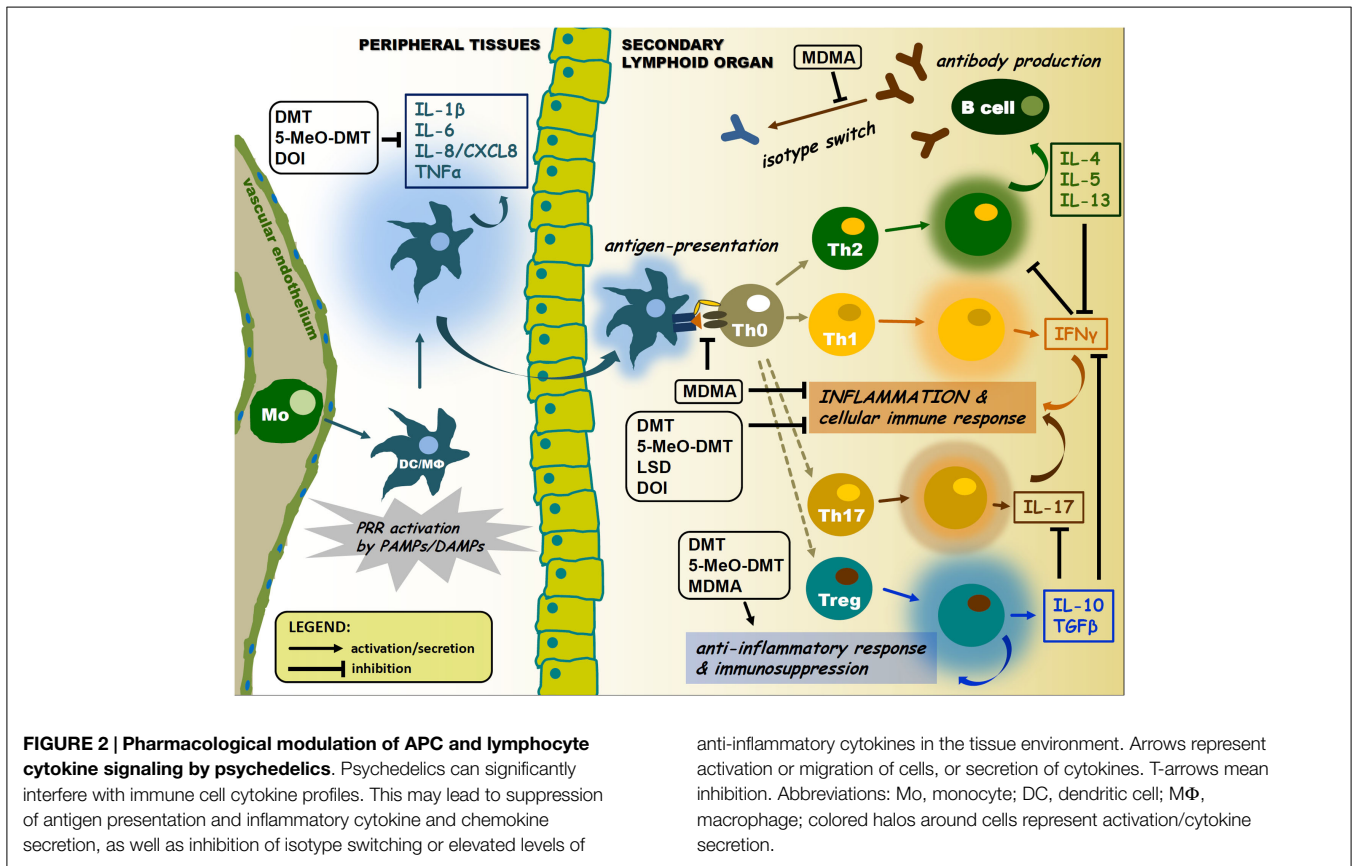 PERIPHERAL TISSUES
SECONDARY
LYMPHOID ORGAN
DMT
5-MeO-DMT
DOI
IL-1β
IL-6
IL-8/CXCL8
TNFα
vascular endothelium
Mo
DC/MΦ
PRR activation
by PAMPs/DAMPs
LEGEND:
activation/secretion
inhibition
MDMA
antibody production
B cell
isotype switch
IL-4
IL-5
IL-13
antigen-presentation
Th2
Th0
Th1
IFNγ
MDMA
INFLAMMATION &
cellular immune response
DMT
5-MeO-DMT
LSD
DOI
Th17
IL-17
DMT
5-MeO-DMT
MDMA
Treg
IL-10
TGFβ
anti-inflammatory response
& immunosuppression
FIGURE 2 | Pharmacological modulation of APC and lymphocyte
cytokine signaling by psychedelics. Psychedelics can significantly
interfere with immune cell cytokine profiles. This may lead to suppression
of antigen presentation and inflammatory cytokine and chemokine
secretion, as well as inhibition of isotype switching or elevated levels of
anti-inflammatory cytokines in the tissue environment. Arrows represent
activation or migration of cells, or secretion of cytokines. T-arrows mean
inhibition. Abbreviations: Mo, monocyte; DC, dendritic cell; MΦ,
macrophage; colored halos around cells represent activation/cytokine
secretion.